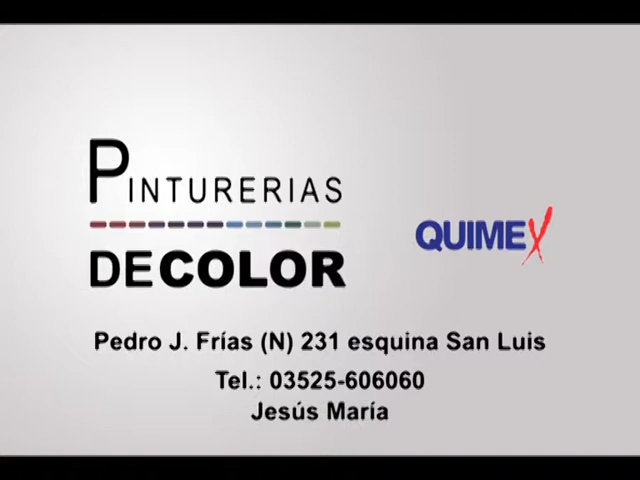 PINTURERIAS
DECOLOR
QUIMEX
Pedro J. Frías (N) 231 esquina San Luis
Tel.: 03525-606060
Jesús María